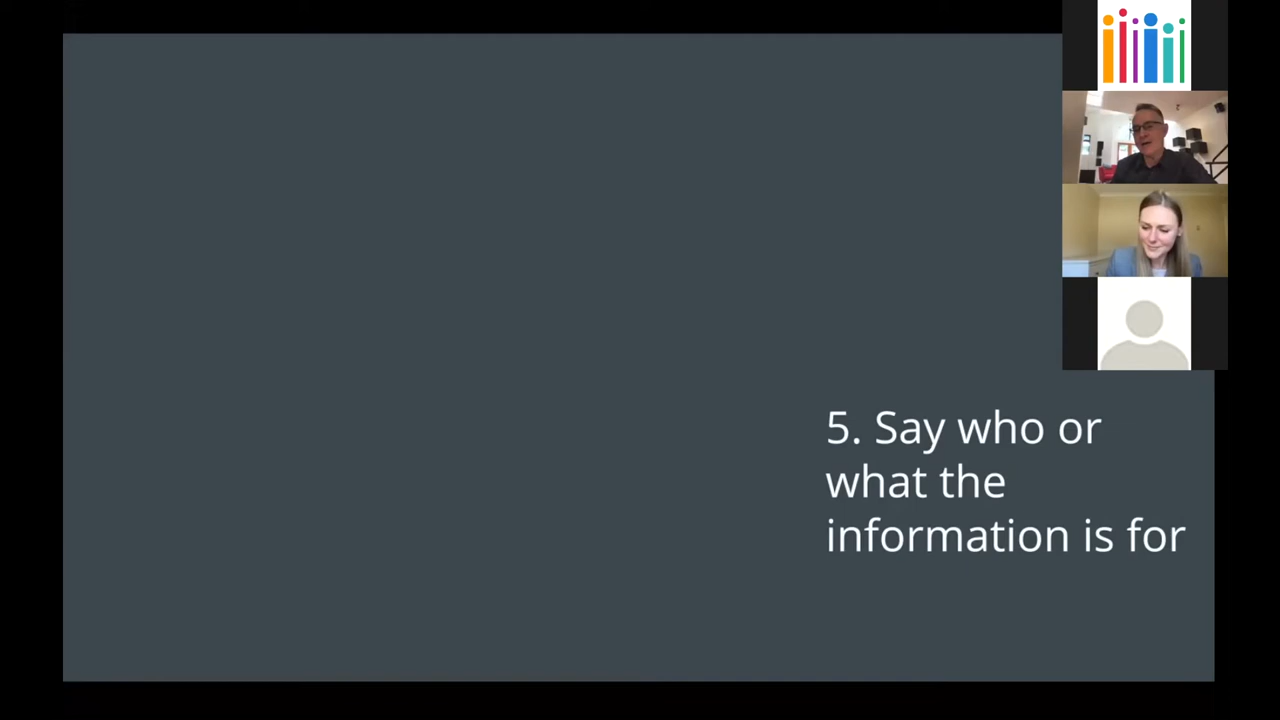 5. Say who or
what the
information is for